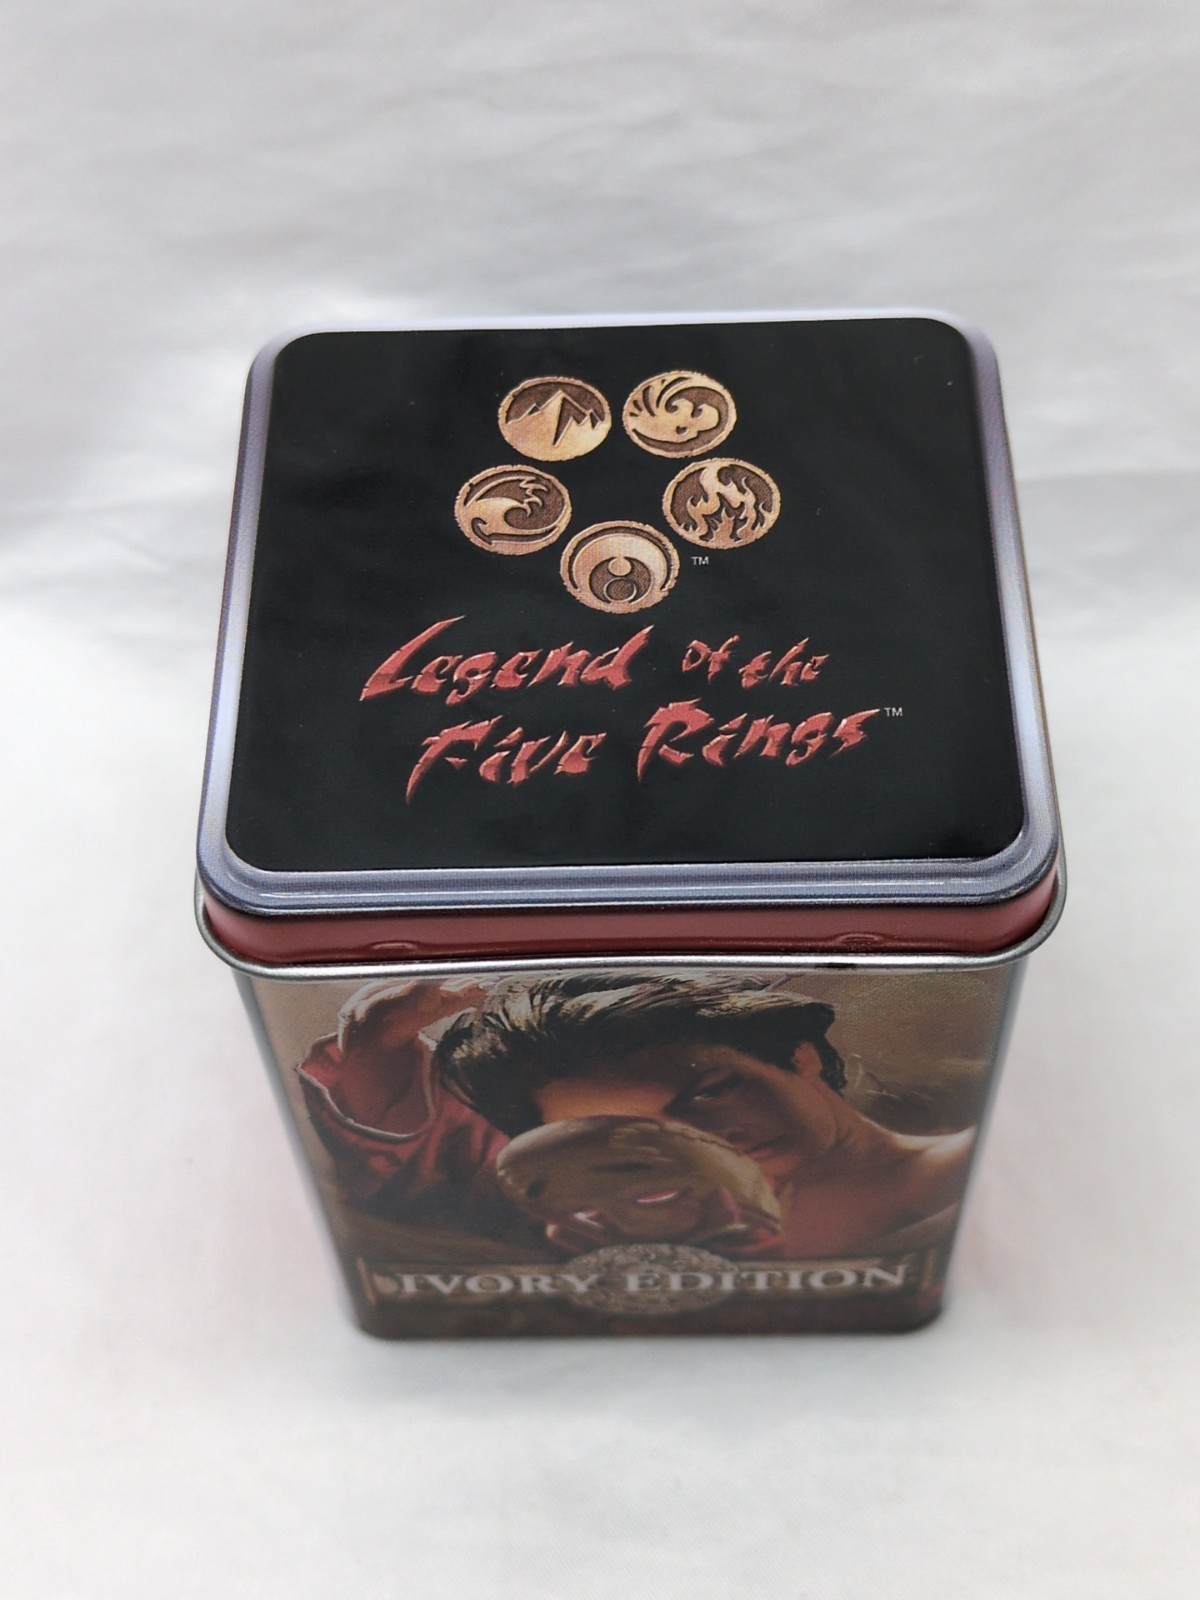 ™
Legend of the
Five Rings™
IVORY EDITION